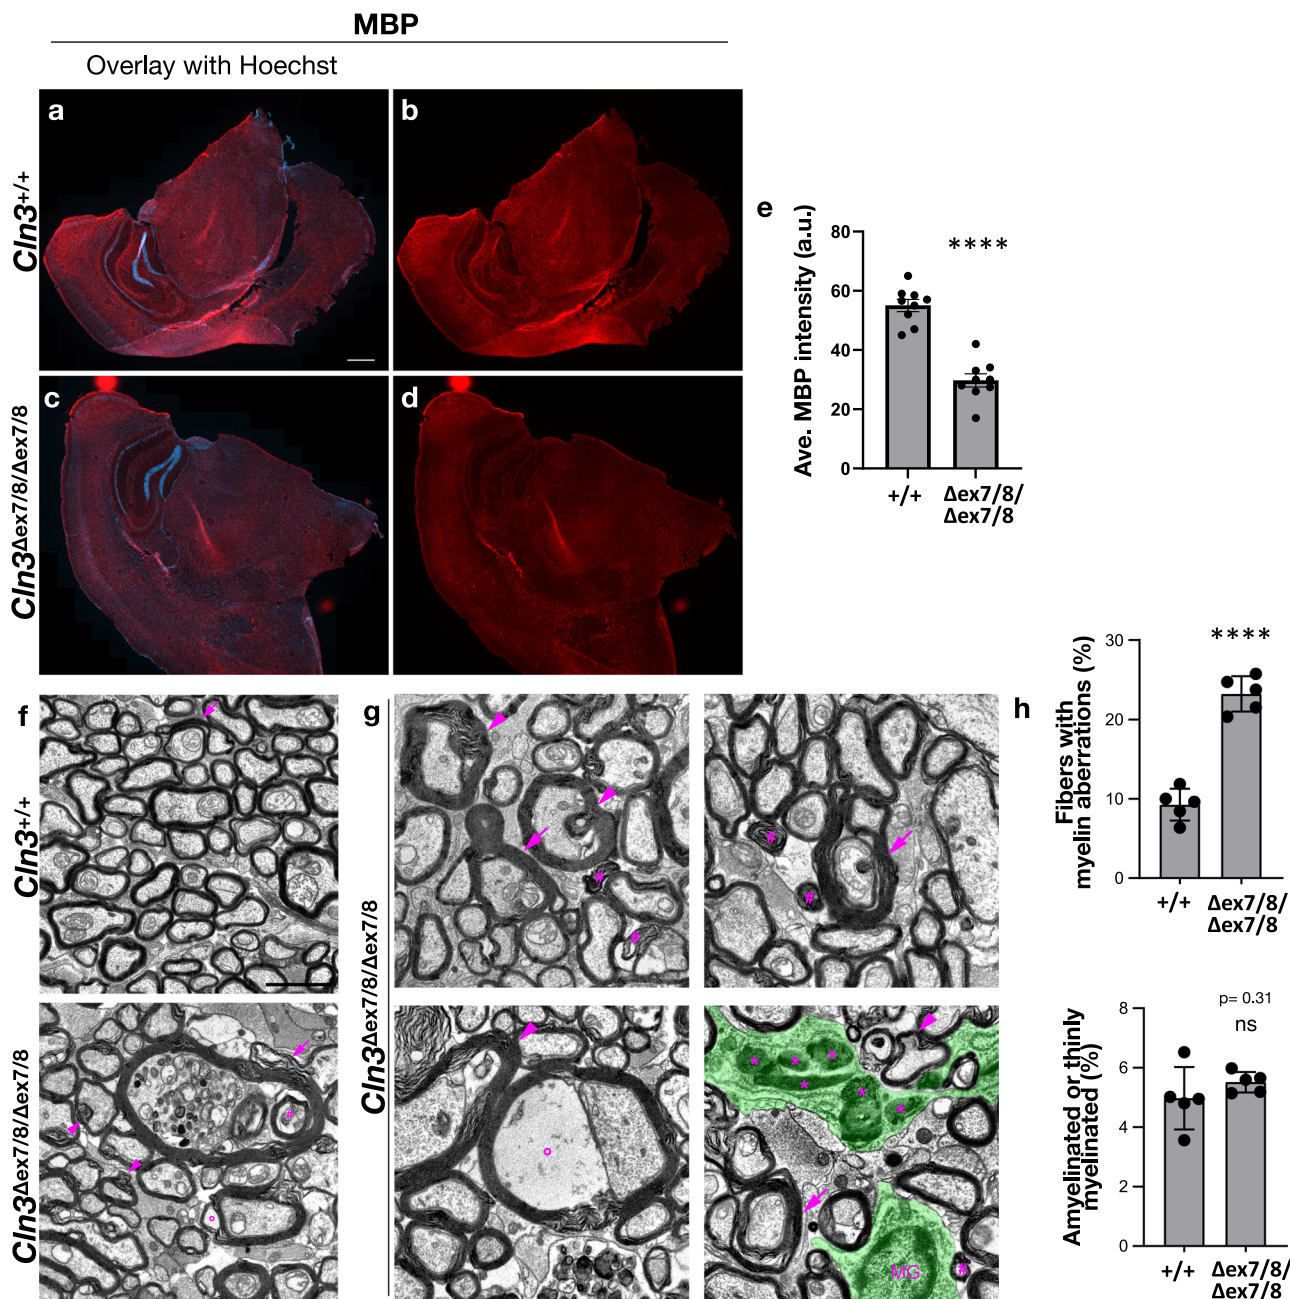 MBP
Overlay with Hoechst
a
b
Cln3+/+
c
d
Cln3Δex7/8/Δex7/8
e
Ave. MBP intensity (a.u.)
80
60
40
20
0
****
+/+
Δex7/8/
Δex7/8
f
Cln3+/+
Cln3Δex7/8/Δex7/8
#
°
g
Cln3Δex7/8/Δex7/8
#
#
#
#
°
*
*
*
*
*
*
MG
#
h
Fibers with
myelin aberrations (%)
30
20
10
0
****
+/+
Δex7/8/
Δex7/8
Amyelinated or thinly
myelinated (%)
8
6
4
2
0
p= 0.31
ns
+/+
Δex7/8/
Δex7/8